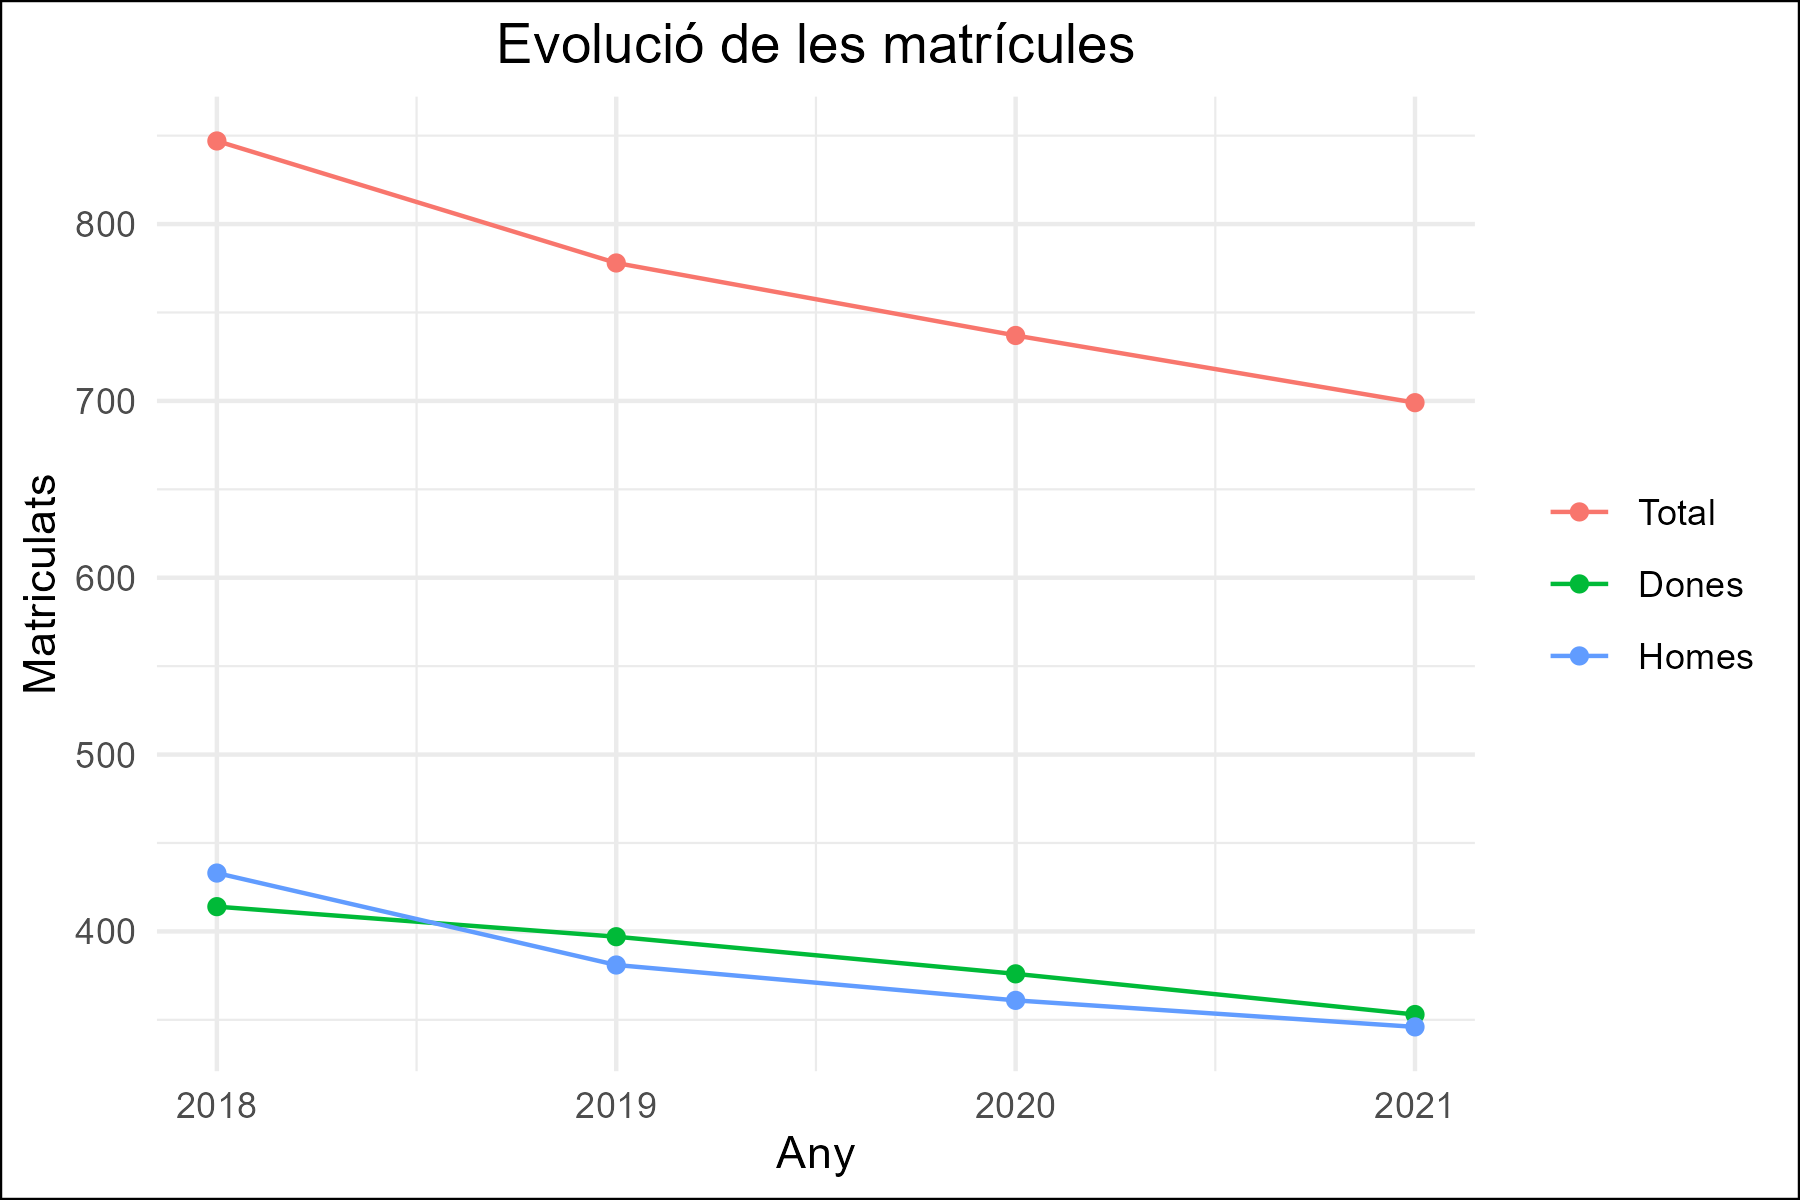 Evolució de les matrícules
Matriculats
800
700
600
500
400
2018
2019
2020
2021
Any
Total
Dones
Homes